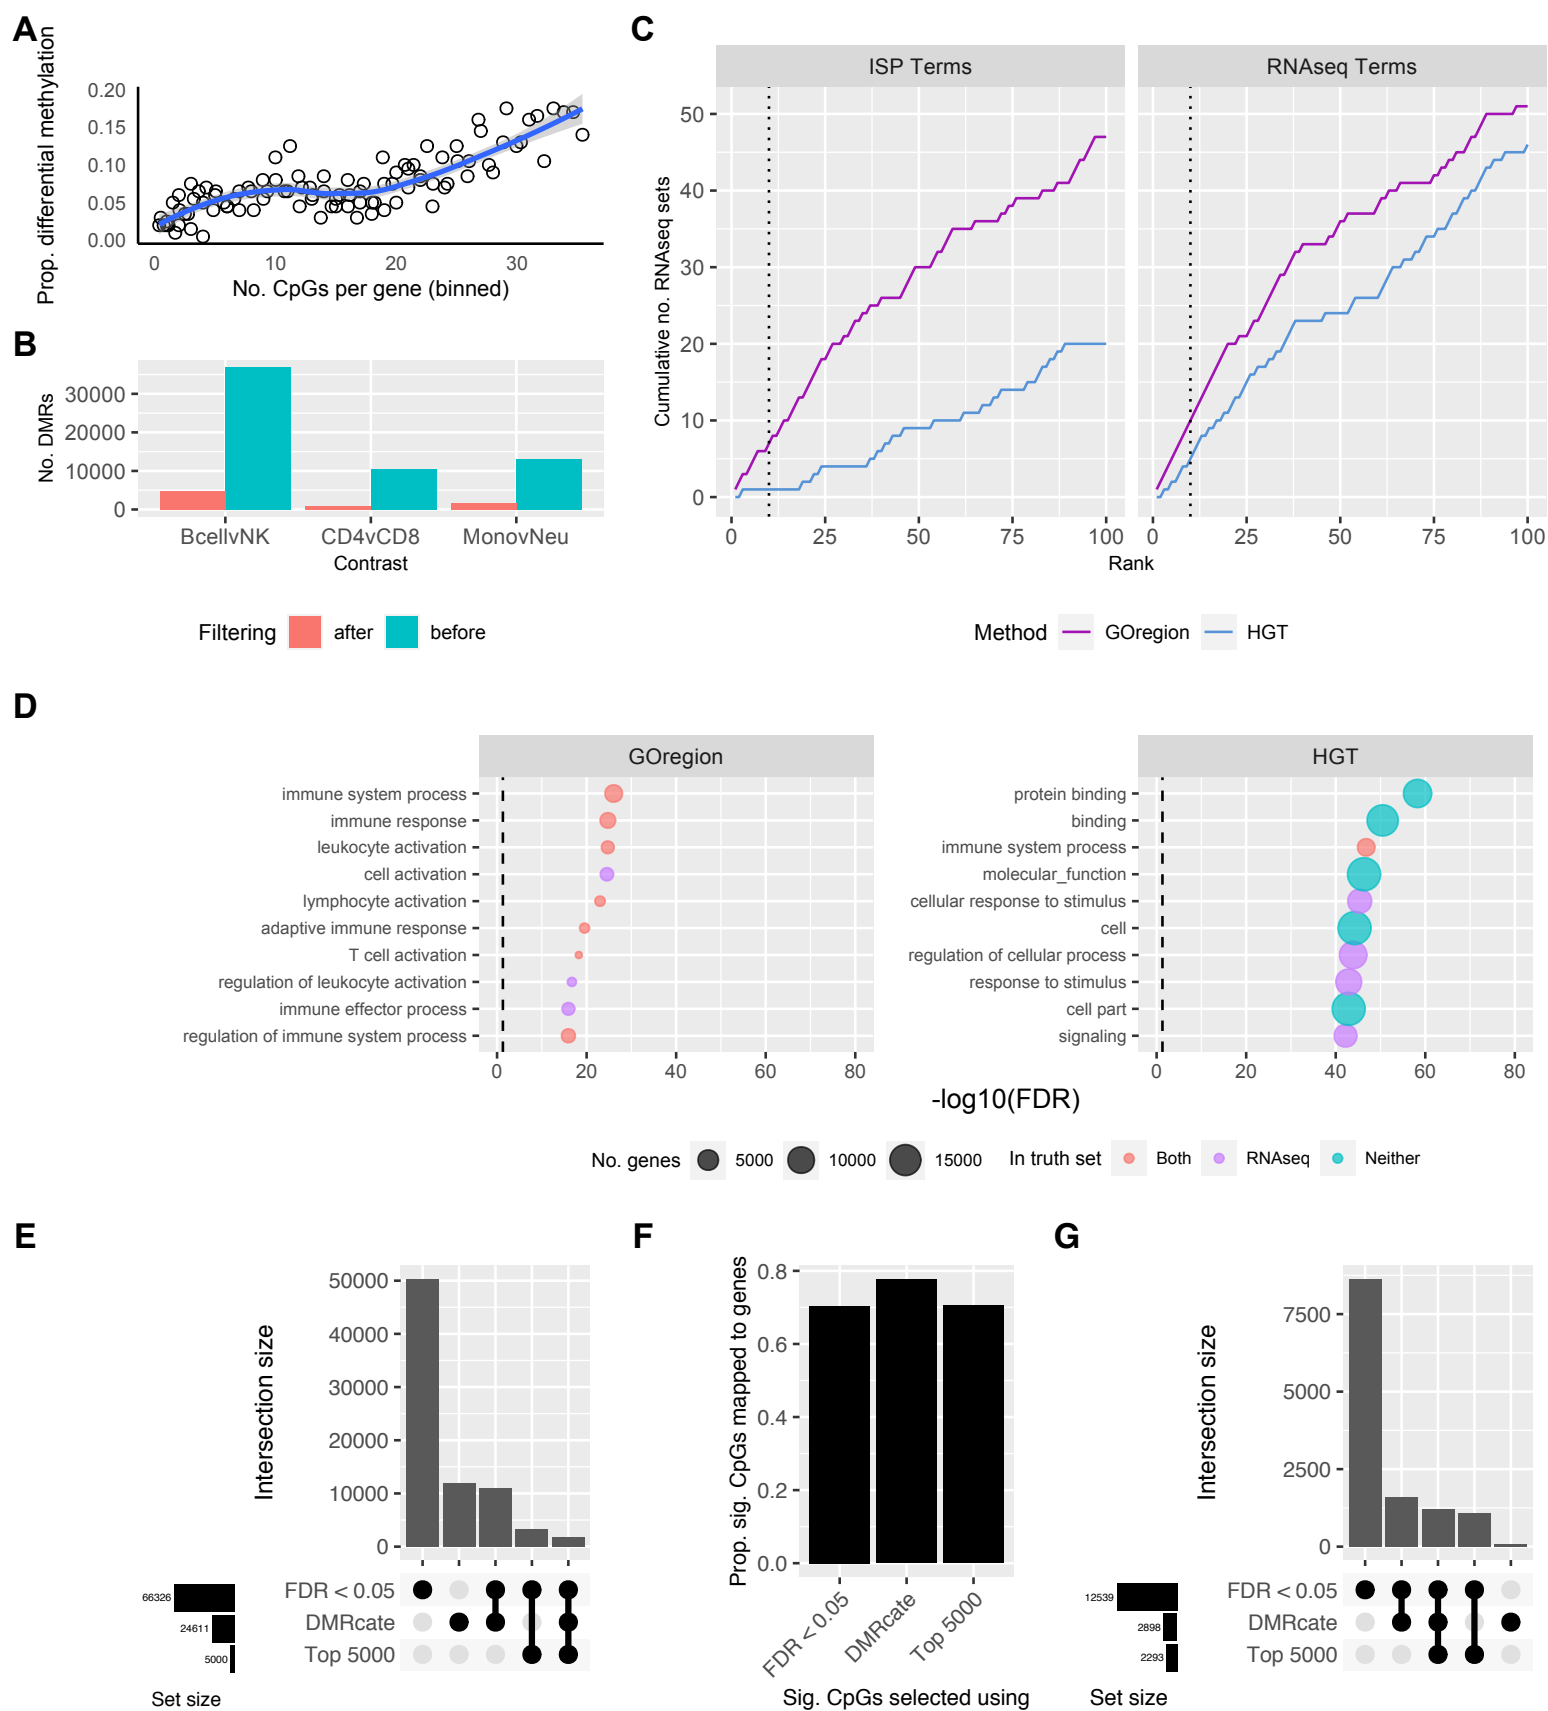 A
Prop. differential methylation
0.20
0.15
0.10
0.05
0.00
0
10
20
30
No. CpGs per gene (binned)
B
No. DMRs
30000
20000
10000
0
BcellvNK
CD4vCD8
MonovNeu
Contrast
Filtering
after
before
C
ISP Terms
RNAseq Terms
Cumulative no. RNAseq sets
50
40
30
20
10
0
0
25
50
75
100
0
25
50
75
100
Rank
Method
GOregion
HGT
D
GOregion
immune system process
immune response
leukocyte activation
cell activation
lymphocyte activation
adaptive immune response
T cell activation
regulation of leukocyte activation
immune effector process
regulation of immune system process
0
20
40
60
80
HGT
protein binding
binding
immune system process
molecular_function
cellular response to stimulus
cell
regulation of cellular process
response to stimulus
cell part
signaling
0
20
40
60
80
-log10(FDR)
No. genes
5000
10000
15000
In truth set
Both
RNAseq
Neither
E
Intersection size
50000
40000
30000
20000
10000
0
FDR < 0.05
DMRcate
Top 5000
66326
24611
5000
Set size
F
Prop. sig. CpGs mapped to genes
0.8
0.6
0.4
0.2
0.0
FDR < 0.05
DMRcate
Top 5000
Sig. CpGs selected using
G
Intersection size
7500
5000
2500
0
FDR < 0.05
DMRcate
Top 5000
12539
2898
2293
Set size